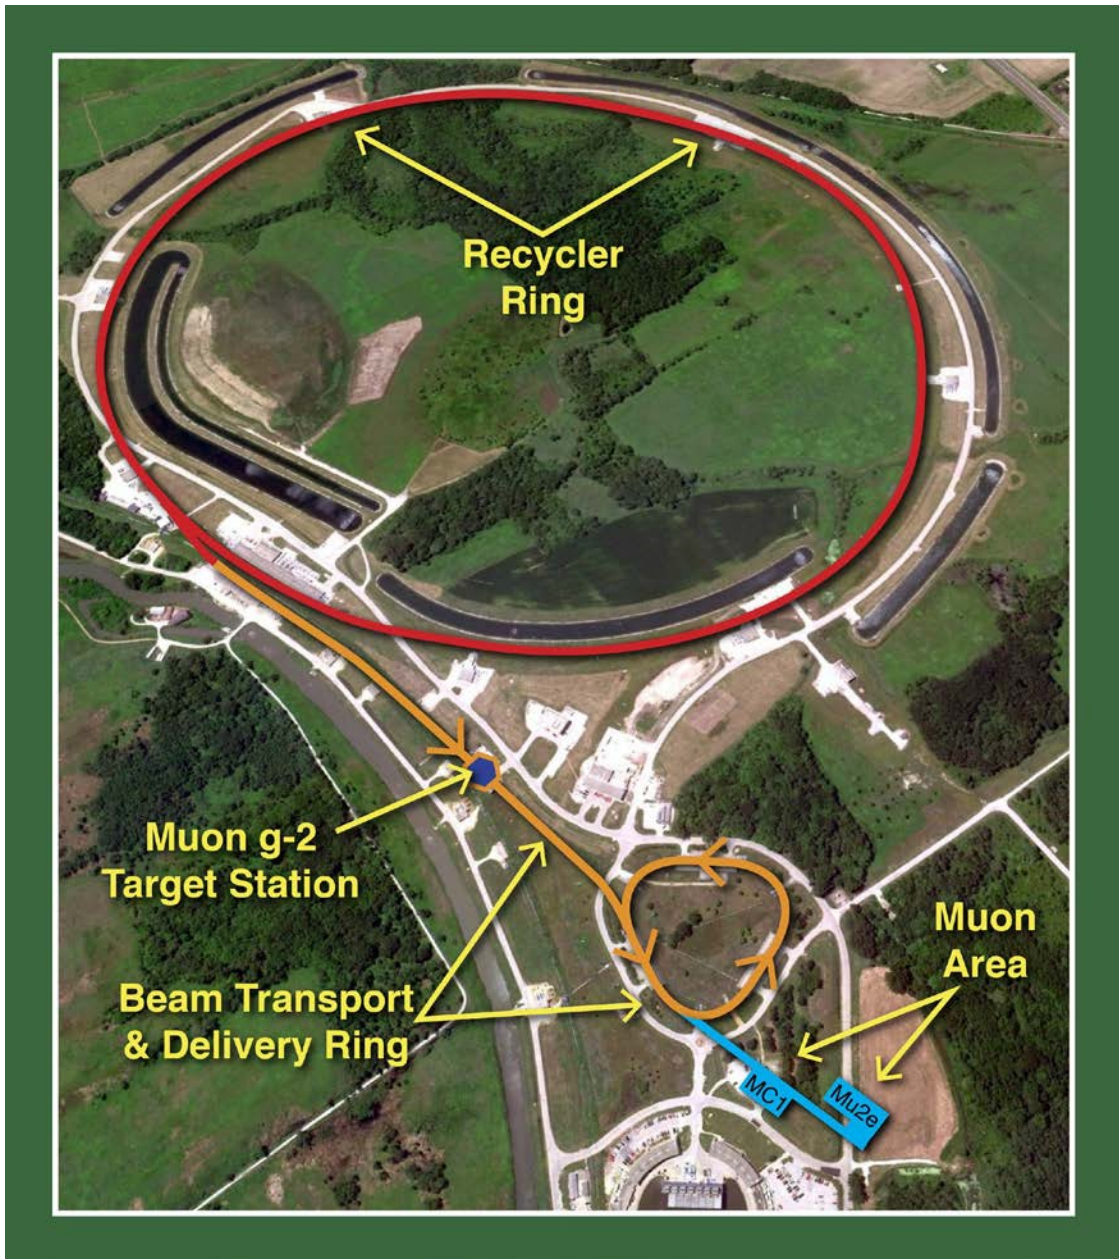 Recycler
Ring
Muon g-2
Target Station
Muon
Area
Beam Transport
& Delivery Ring
MC1
Mu2e